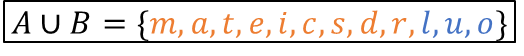 A ∪ B = {m, a, t, e, i, c, s, d, r, l, u, o}